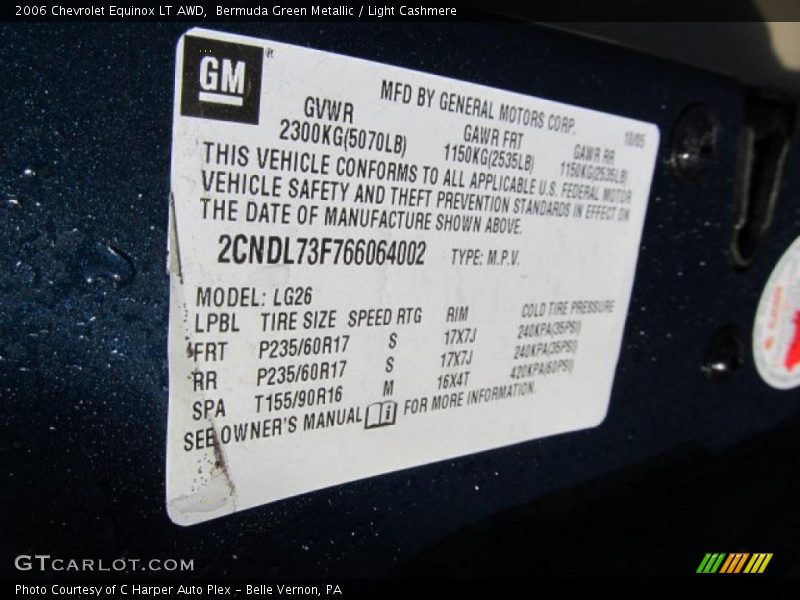 2006 Chevrolet Equinox LT AWD, Bermuda Green Metallic / Light Cashmere
GM ®
MFD BY GENERAL MOTORS CORP. 10/05
GVWR GAWR FRT GAWR RR
2300KG(5070LB) 1150KG(2535LB) 1150KG(2535LB)
THIS VEHICLE CONFORMS TO ALL APPLICABLE U.S. FEDERAL MOTOR
VEHICLE SAFETY AND THEFT PREVENTION STANDARDS IN EFFECT ON
THE DATE OF MANUFACTURE SHOWN ABOVE.
2CNDL73F766064002 TYPE: M.P.V.
MODEL: LG26
LPBL TIRE SIZE SPEED RTG RIM COLD TIRE PRESSURE
FRT P235/60R17 S 17X7J 240KPA(35PSI)
RR P235/60R17 S 17X7J 240KPA(35PSI)
SPA T155/90R16 M 16X4T 420KPA(60PSI)
SEE OWNER'S MANUAL FOR MORE INFORMATION.
GTCARLOT.COM
Photo Courtesy of C Harper Auto Plex - Belle Vernon, PA